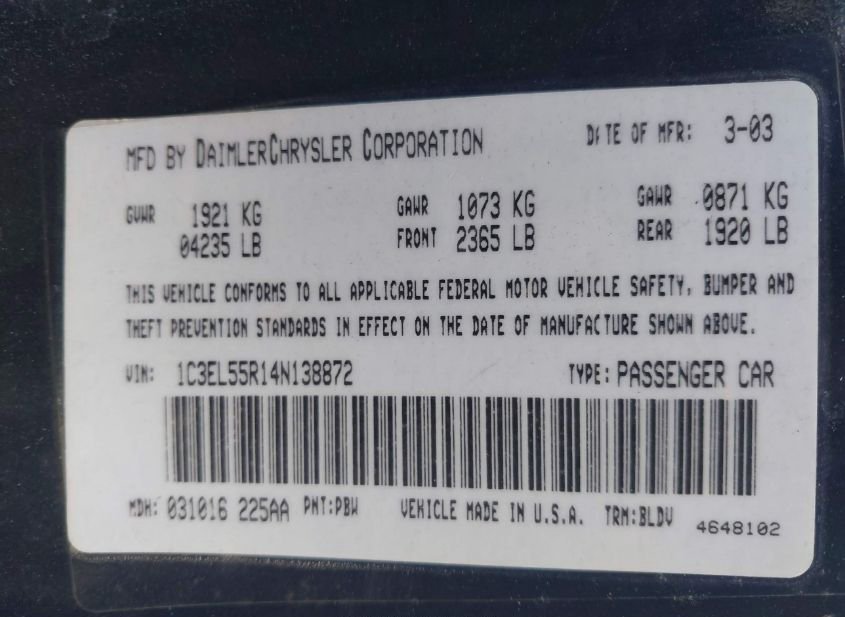 MFD BY DAIMLERCHRYSLER CORPORATION DATE OF MFR: 3-03
GVWR 1921 KG GAWR 1073 KG GAWR 0871 KG
04235 LB FRONT 2365 LB REAR 1920 LB
THIS VEHICLE CONFORMS TO ALL APPLICABLE FEDERAL MOTOR VEHICLE SAFETY, BUMPER AND
THEFT PREVENTION STANDARDS IN EFFECT ON THE DATE OF MANUFACTURE SHOWN ABOVE.
VIN: 1C3EL55R14N138872 TYPE: PASSENGER CAR
MDH: 031016 225AA PNT:PBW VEHICLE MADE IN U.S.A. TRM:BLDV
4648102